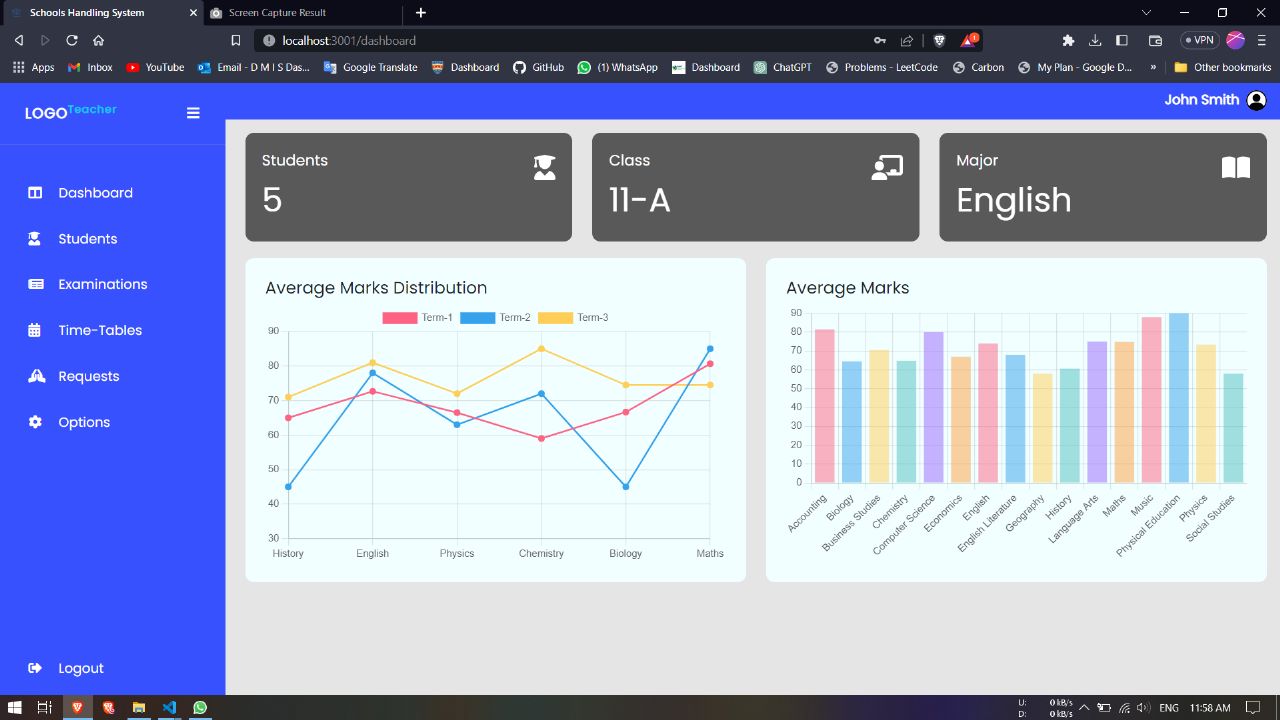 Schools Handling System
Screen Capture Result
localhost:3001/dashboard
VPN
Apps
Inbox
YouTube
Email - D M I S Das...
Google Translate
Dashboard
GitHub
(1) WhatsApp
Dashboard
ChatGPT
Problems - LeetCode
Carbon
My Plan - Google D...
»
Other bookmarks
LOGO Teacher
John Smith
Dashboard
Students
Examinations
Time-Tables
Requests
Options
Logout
Students
5
Class
11-A
Major
English
Average Marks Distribution
Term-1 Term-2 Term-3
90
80
70
60
50
40
30
History English Physics Chemistry Biology Maths
Average Marks
90
80
70
60
50
40
30
20
10
0
Accounting
Biology
Business Studies
Chemistry
Computer Science
Economics
English
English Literature
Geography
History
Language Arts
Maths
Music
Physical Education
Physics
Social Studies
U: 0 kB/s
D: 0 kB/s
ENG
11:58 AM